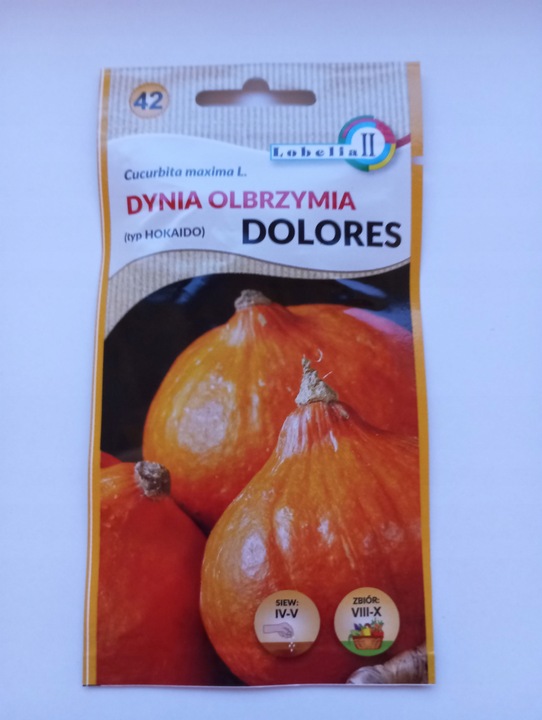 42
Lobelia II
Cucurbita maxima L.
DYNIA OLBRZYMIA
(typ HOKAIDO) DOLORES
SIEW:
IV-V
ZBIÓR:
VIII-X